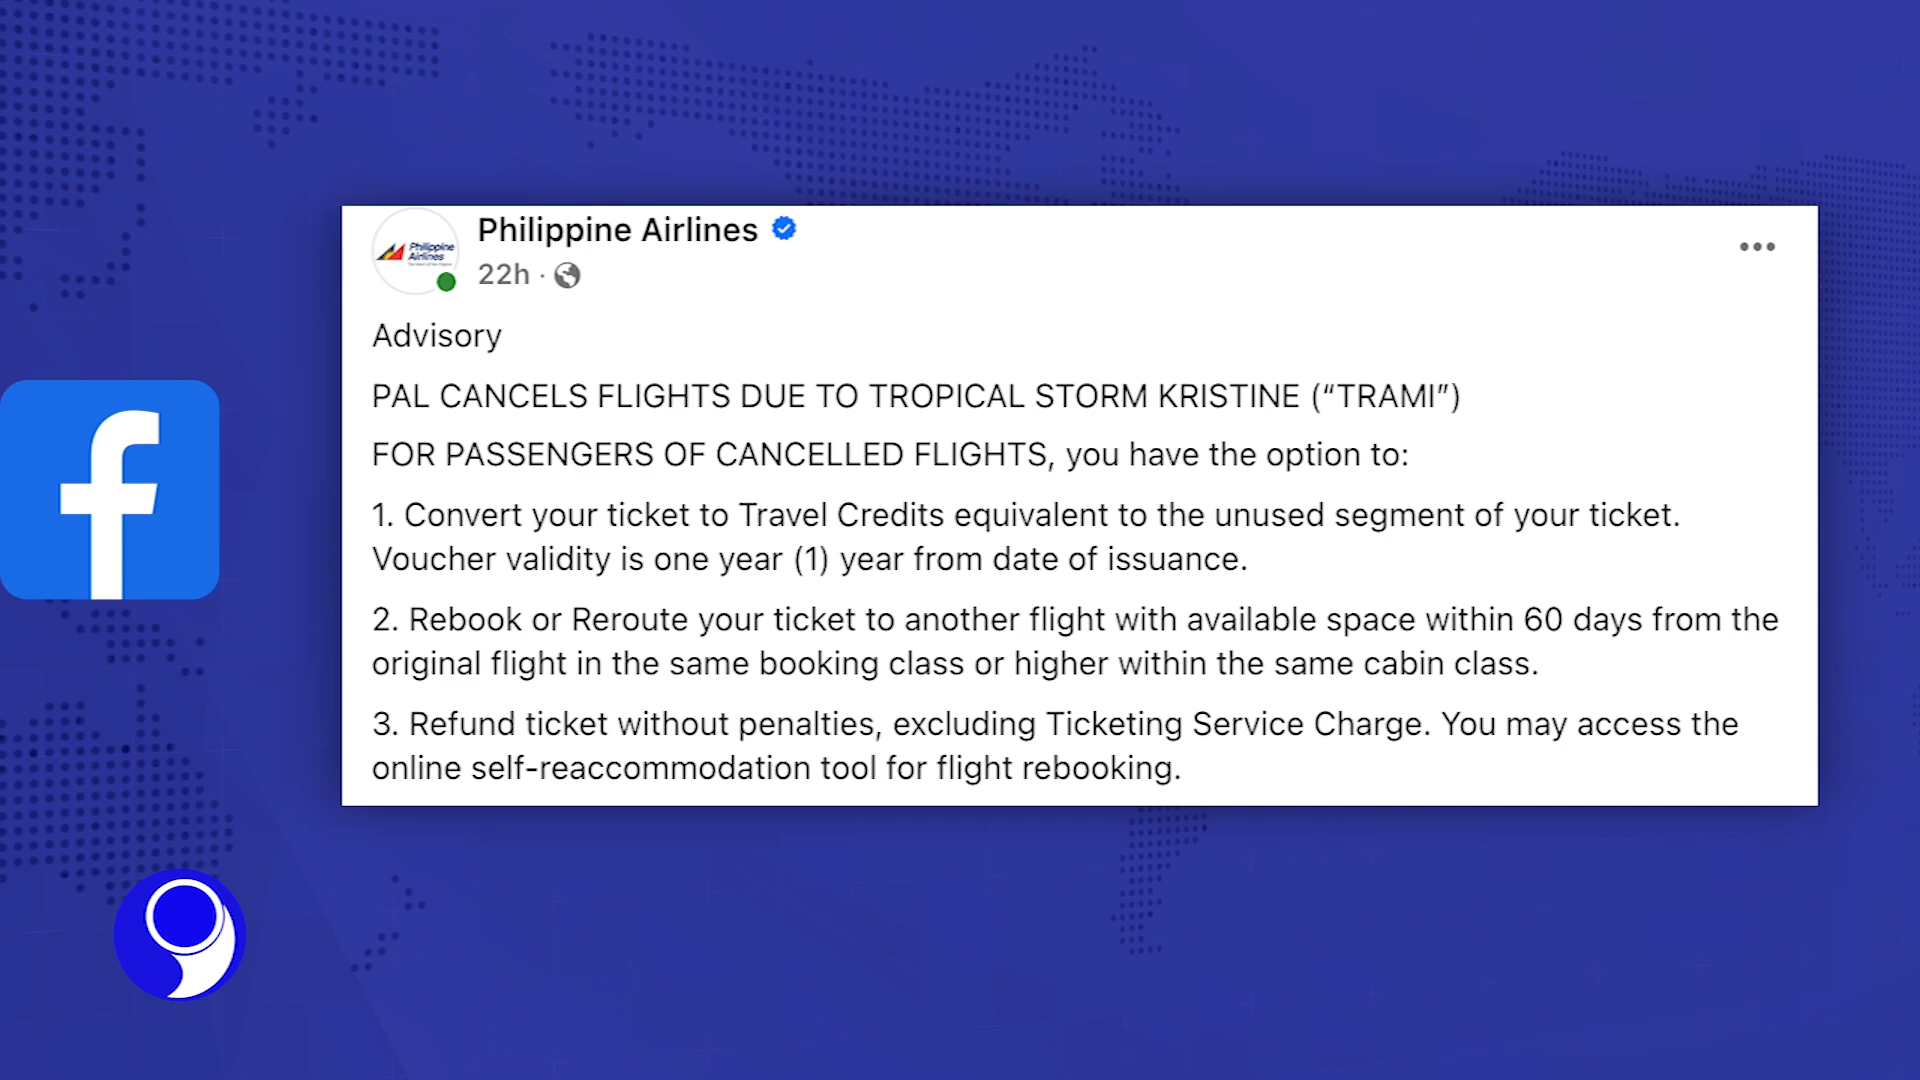 Philippine Airlines
Philippine
Airlines
22h ·
Advisory
PAL CANCELS FLIGHTS DUE TO TROPICAL STORM KRISTINE (“TRAMI”)
FOR PASSENGERS OF CANCELLED FLIGHTS, you have the option to:
1. Convert your ticket to Travel Credits equivalent to the unused segment of your ticket.
Voucher validity is one year (1) year from date of issuance.
2. Rebook or Reroute your ticket to another flight with available space within 60 days from the
original flight in the same booking class or higher within the same cabin class.
3. Refund ticket without penalties, excluding Ticketing Service Charge. You may access the
online self-reaccommodation tool for flight rebooking.